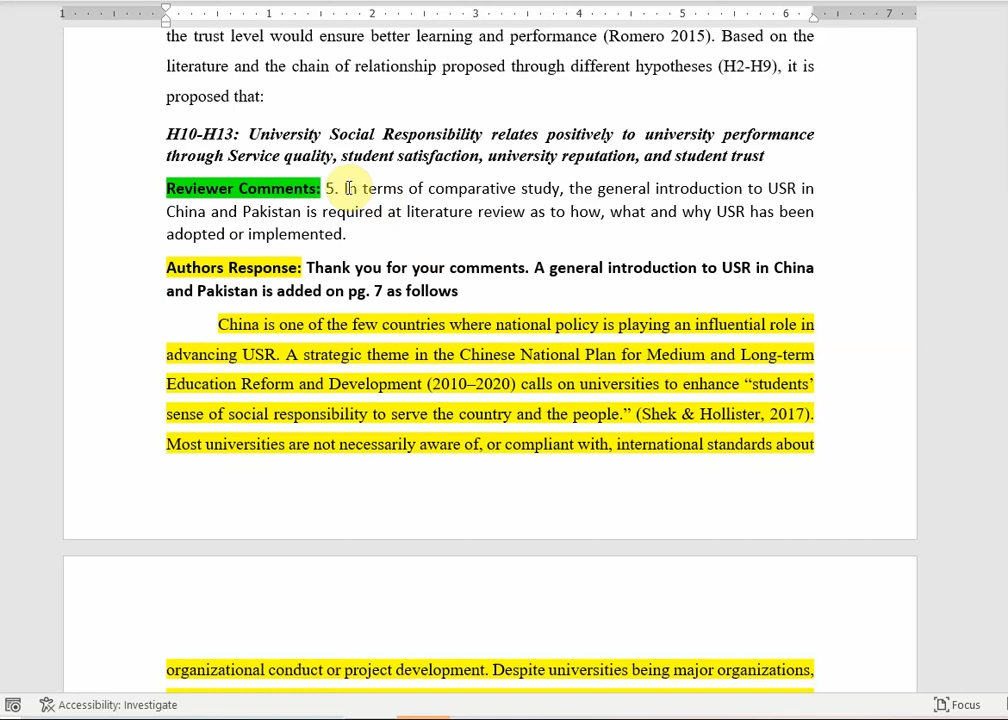 1 1 2 3 4 5 6 7
the trust level would ensure better learning and performance (Romero 2015). Based on the
literature and the chain of relationship proposed through different hypotheses (H2-H9), it is
proposed that:
H10-H13: University Social Responsibility relates positively to university performance
through Service quality, student satisfaction, university reputation, and student trust
Reviewer Comments: 5. In terms of comparative study, the general introduction to USR in
China and Pakistan is required at literature review as to how, what and why USR has been
adopted or implemented.
Authors Response: Thank you for your comments. A general introduction to USR in China
and Pakistan is added on pg. 7 as follows
China is one of the few countries where national policy is playing an influential role in
advancing USR. A strategic theme in the Chinese National Plan for Medium and Long-term
Education Reform and Development (2010–2020) calls on universities to enhance “students’
sense of social responsibility to serve the country and the people.” (Shek & Hollister, 2017).
Most universities are not necessarily aware of, or compliant with, international standards about
organizational conduct or project development. Despite universities being major organizations,
Accessibility: Investigate
Focus